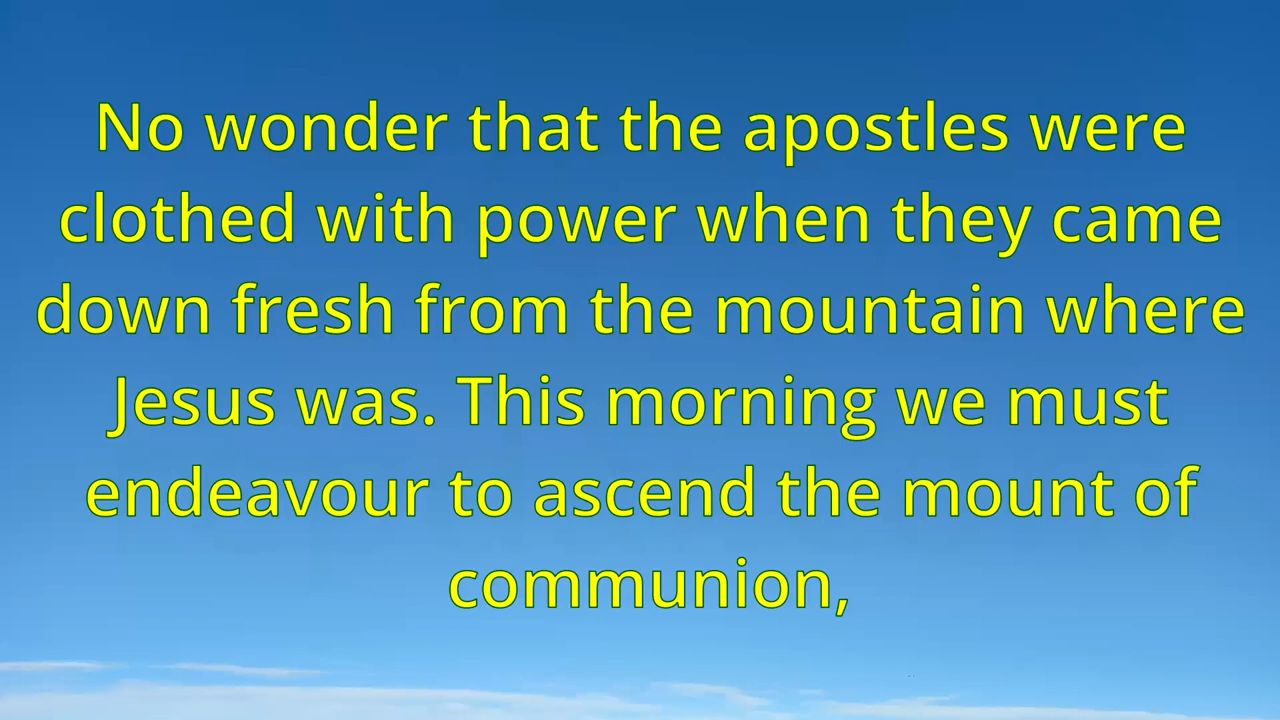 No wonder that the apostles were
clothed with power when they came
down fresh from the mountain where
Jesus was. This morning we must
endeavour to ascend the mount of
communion,